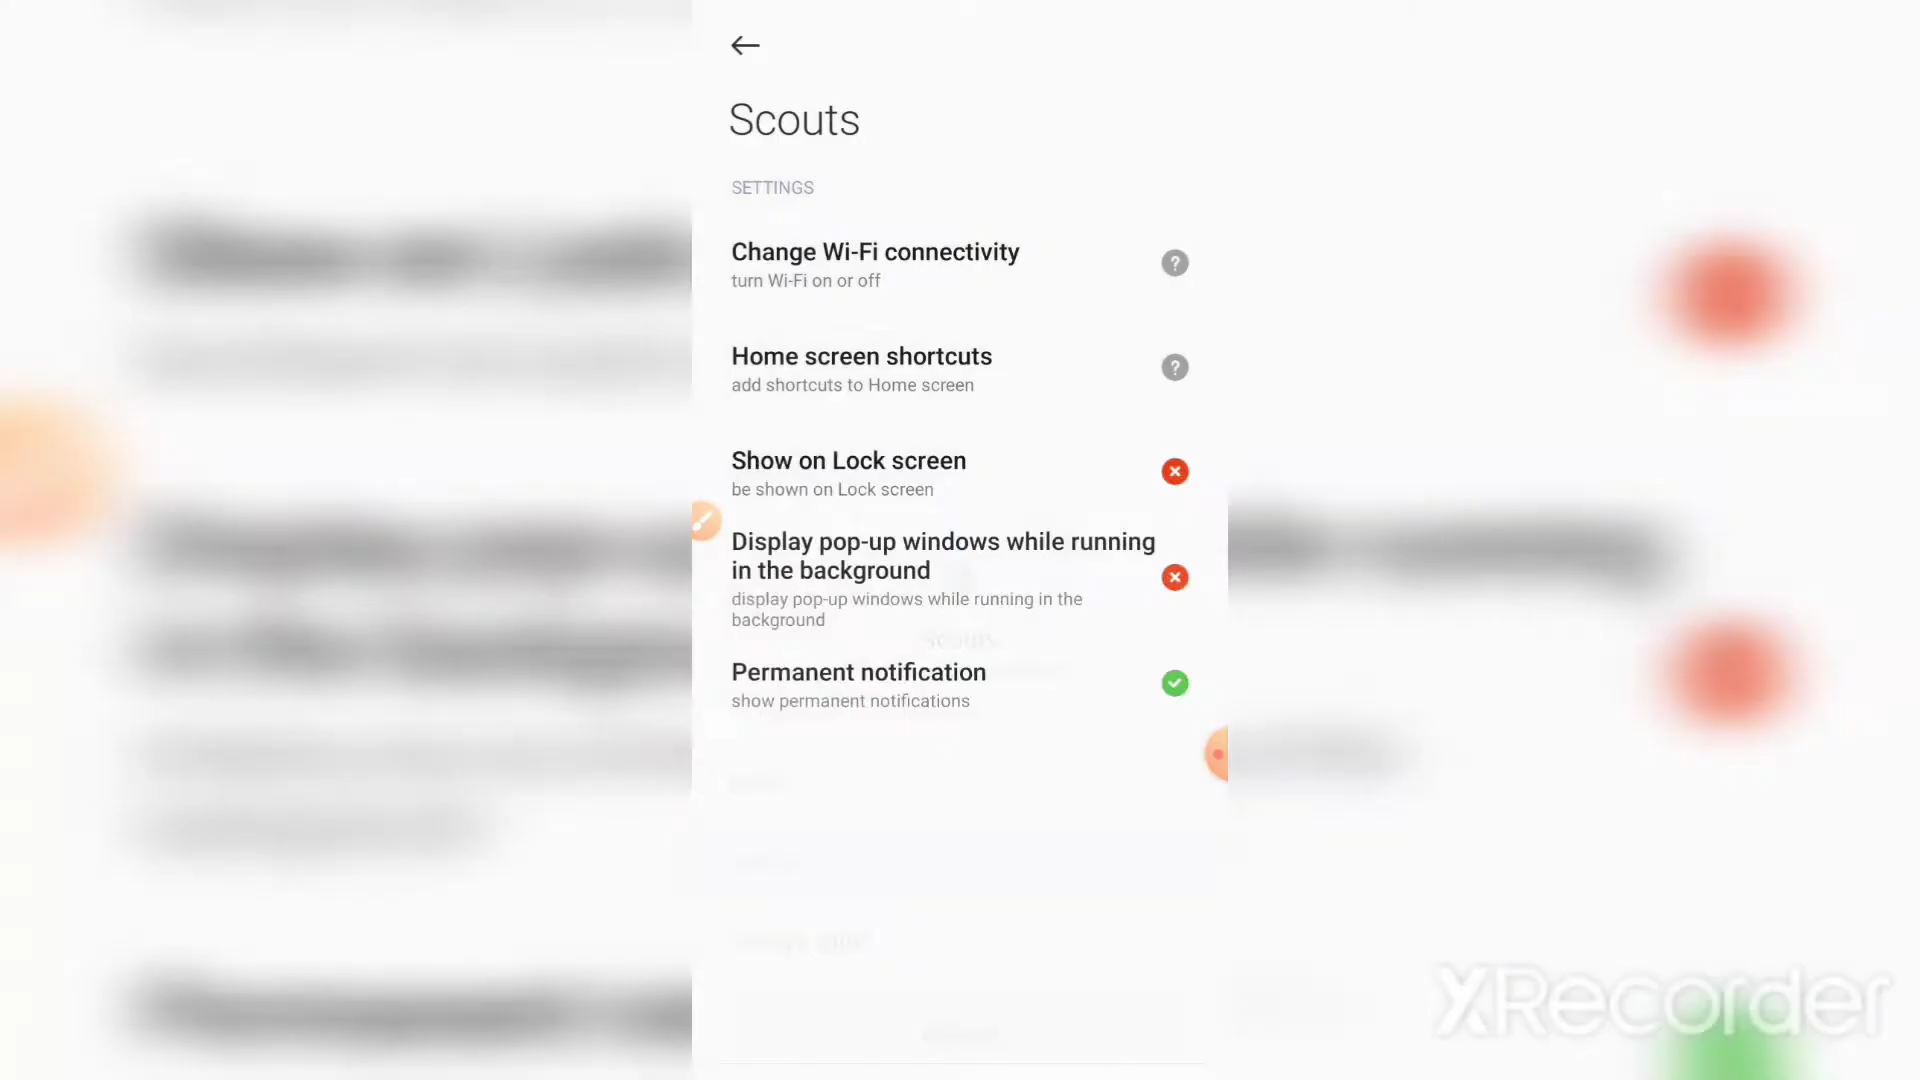 Scouts
SETTINGS
Change Wi-Fi connectivity
turn Wi-Fi on or off
Home screen shortcuts
add shortcuts to Home screen
Show on Lock screen
be shown on Lock screen
Display pop-up windows while running
in the background
display pop-up windows while running in the
background
Scouts
Permanent notification
show permanent notifications
XRecorder